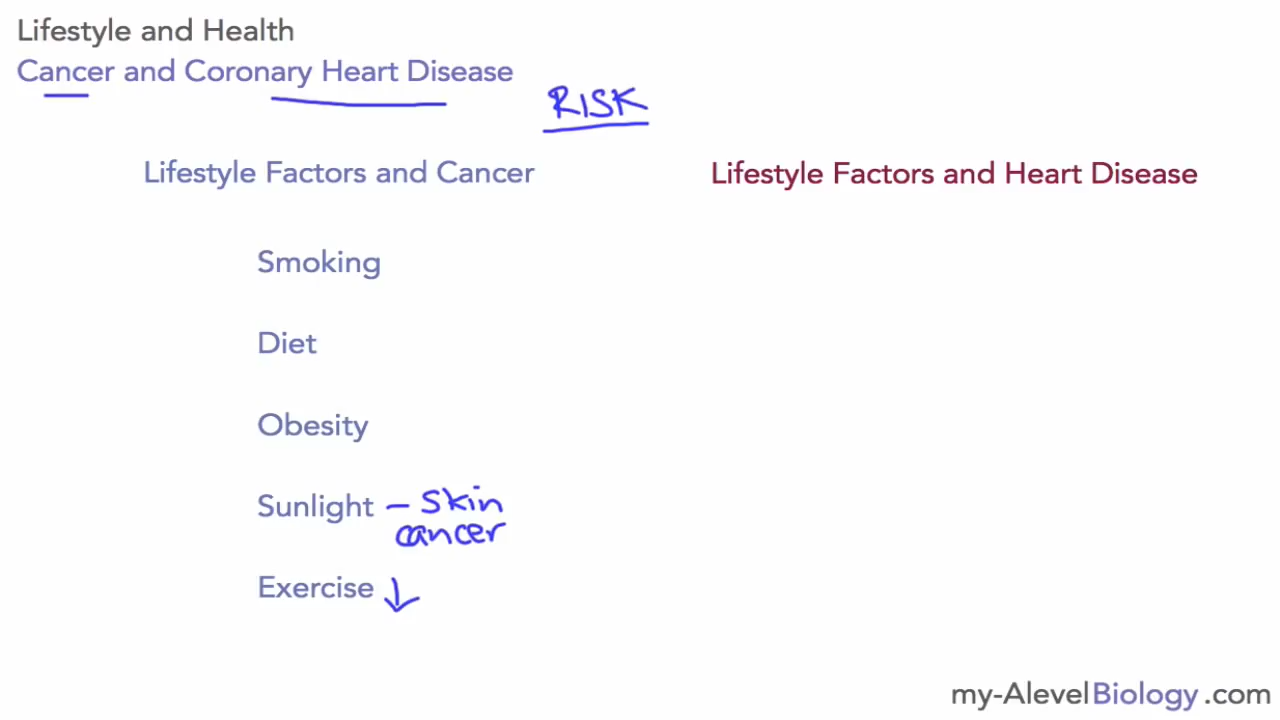 Lifestyle and Health
Cancer and Coronary Heart Disease
RISK
Lifestyle Factors and Cancer
Lifestyle Factors and Heart Disease
Smoking
Diet
Obesity
Sunlight – skin
cancer
Exercise ↓
my-AlevelBiology.com